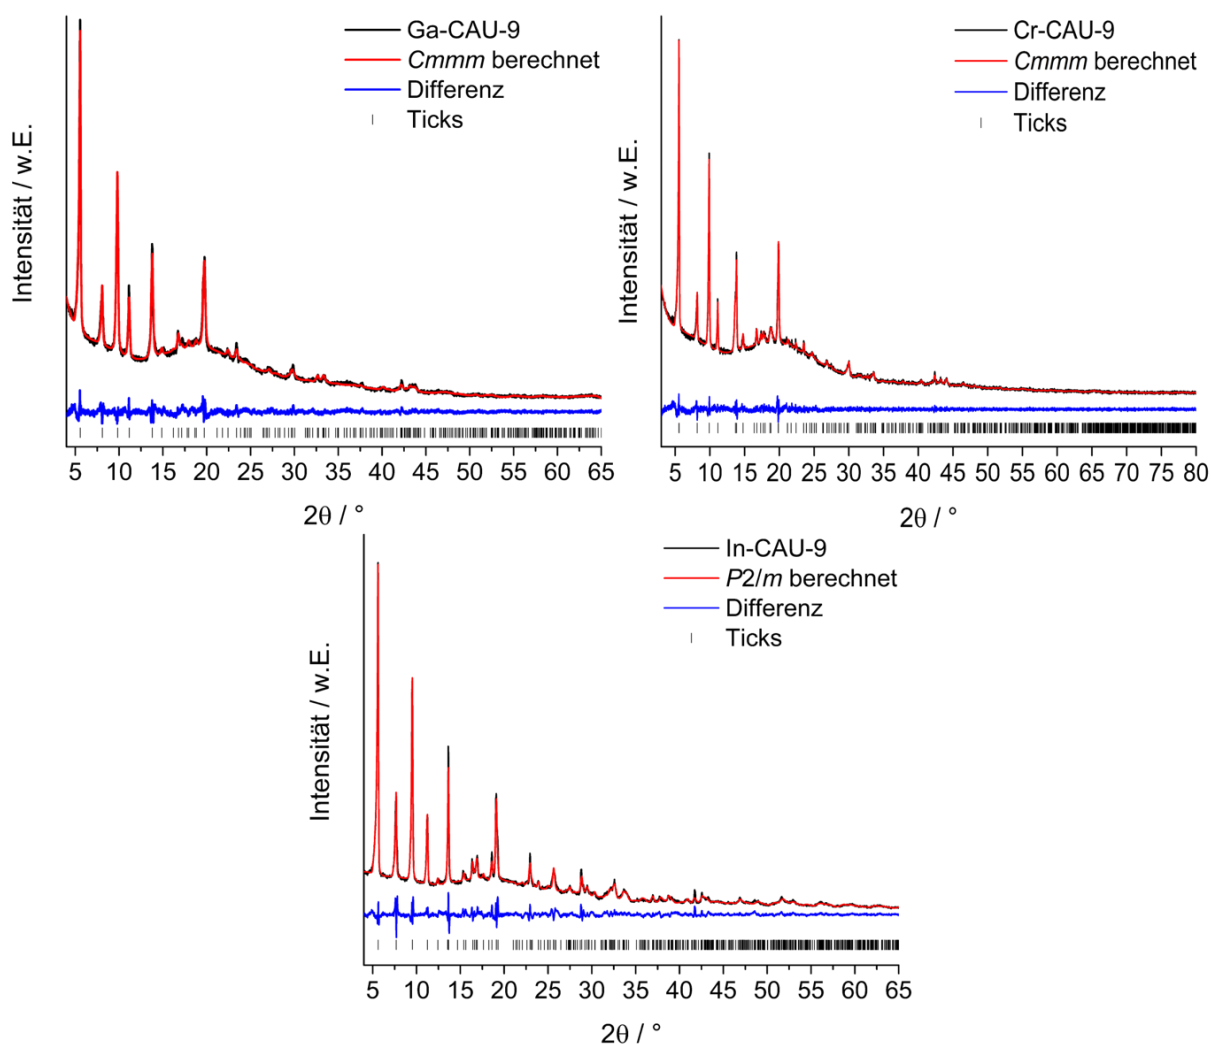 Ga-CAU-9
Cmmm berechnet
Differenz
Ticks
Intensität / w.E.
5 10 15 20 25 30 35 40 45 50 55 60 65
2θ / °
Cr-CAU-9
Cmmm berechnet
Differenz
Ticks
Intensität / w.E.
5 10 15 20 25 30 35 40 45 50 55 60 65 70 75 80
2θ / °
In-CAU-9
P2/m berechnet
Differenz
Ticks
Intensität / w.E.
5 10 15 20 25 30 35 40 45 50 55 60 65
2θ / °